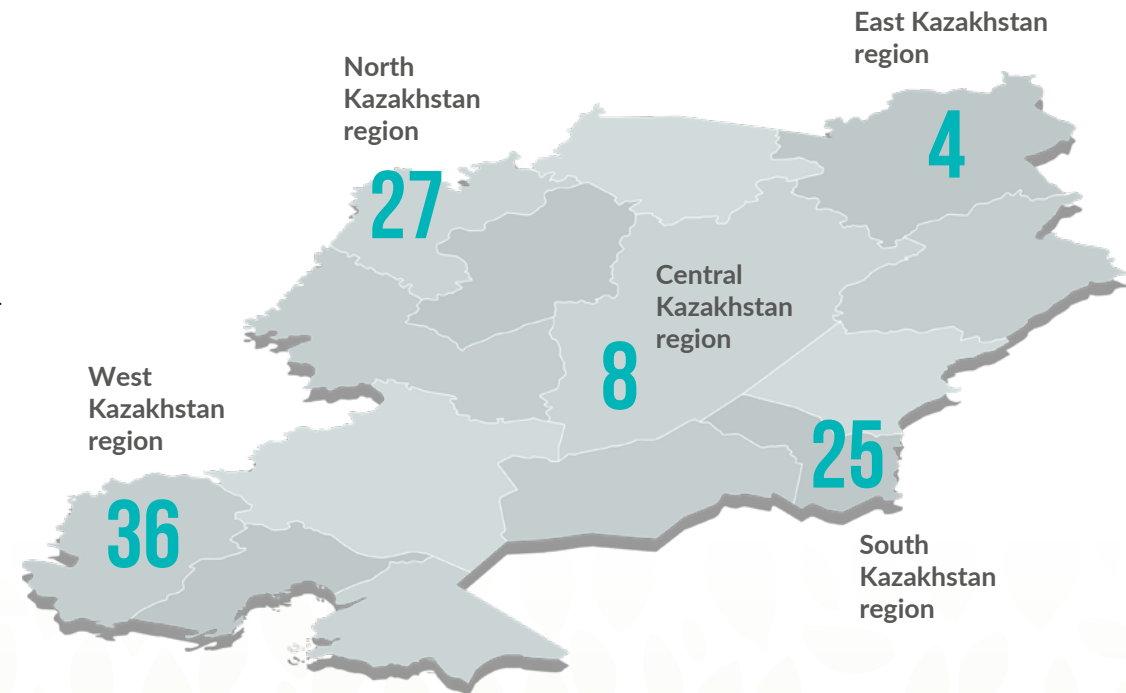 East Kazakhstan
region
4
North
Kazakhstan
region
27
Central
Kazakhstan
region
8
West
Kazakhstan
region
36
25
South
Kazakhstan
region